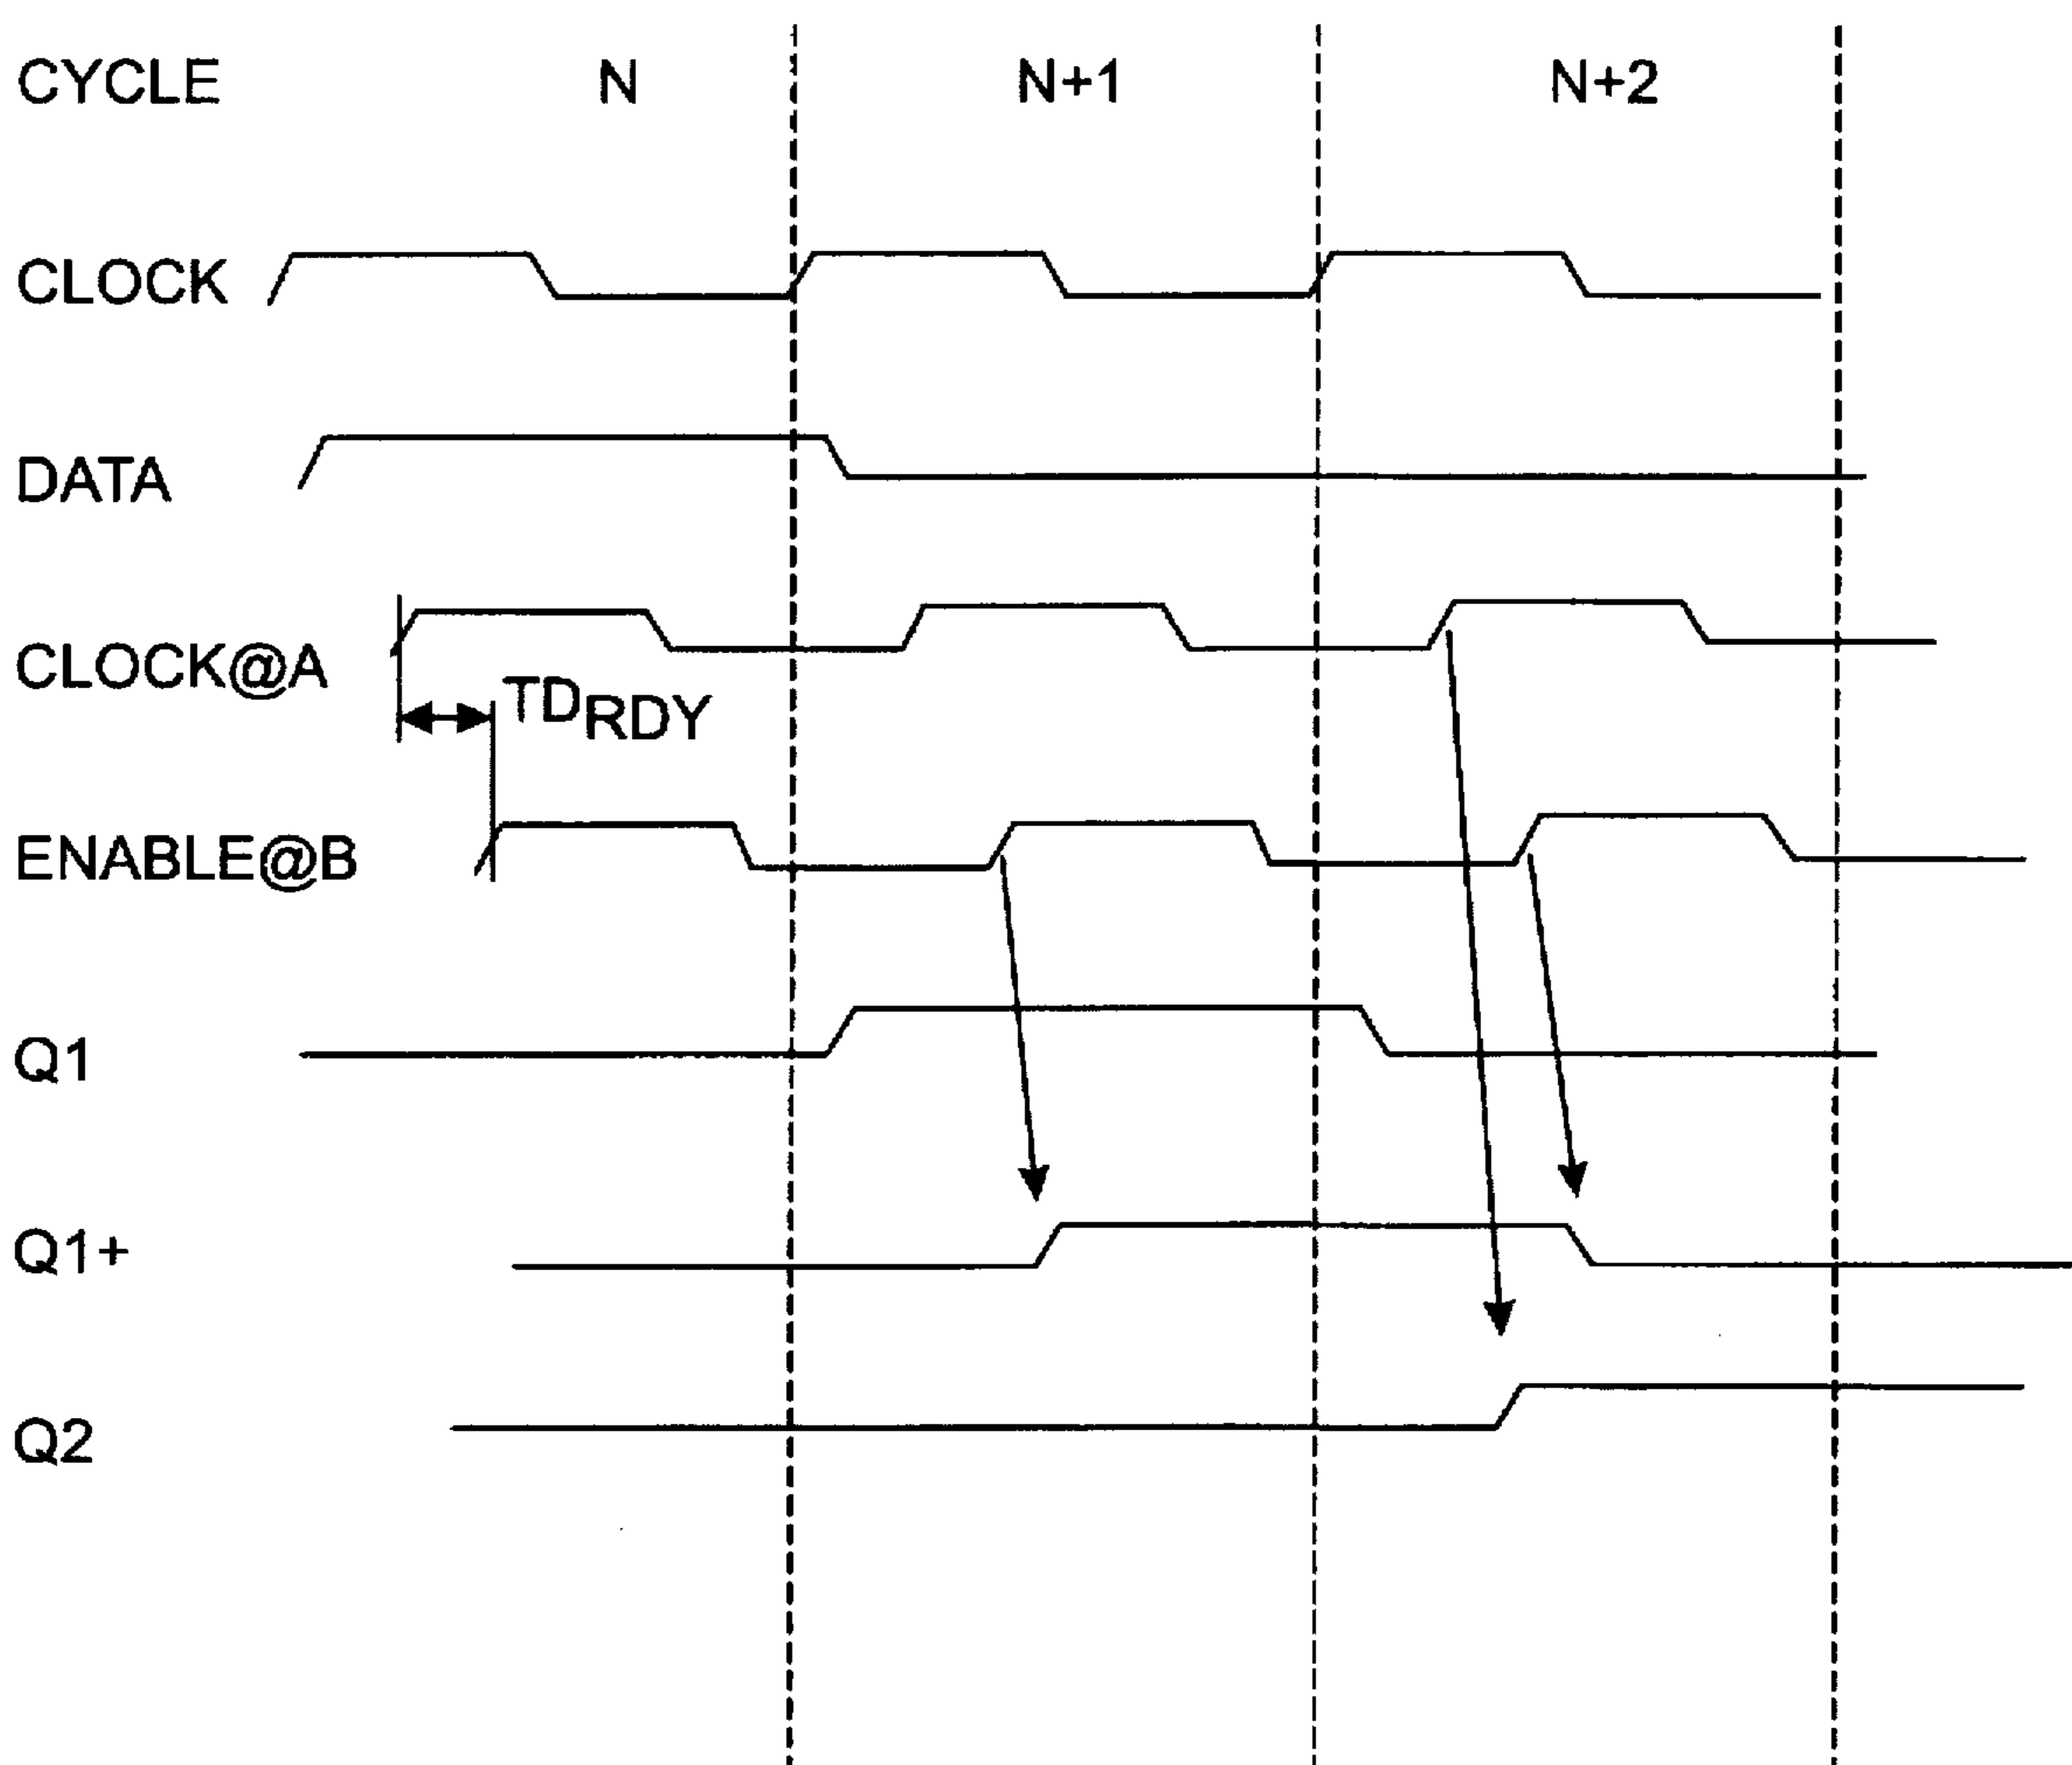 CYCLE N N+1 N+2
CLOCK
DATA
CLOCK@A
TDRDY
ENABLE@B
Q1
Q1+
Q2